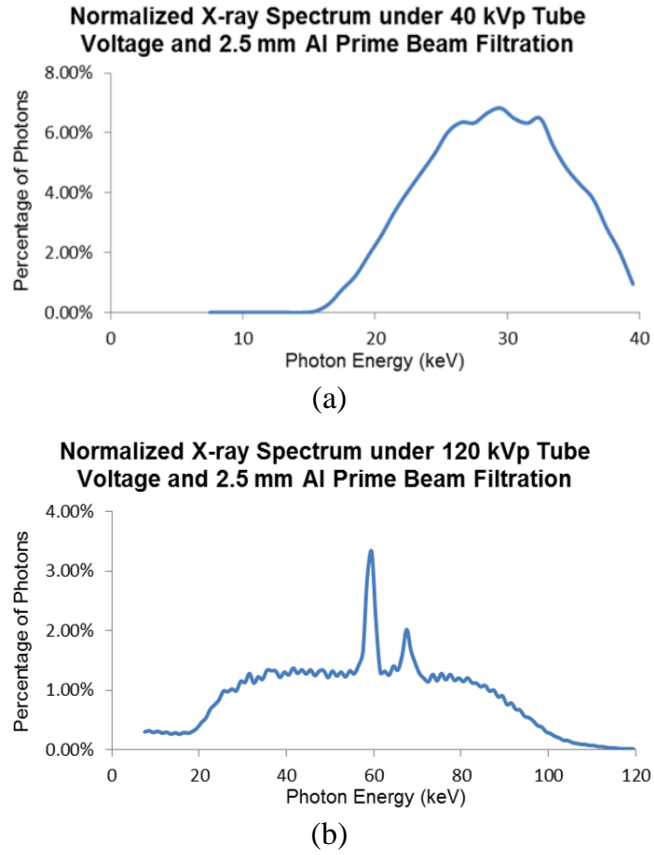 Normalized X-ray Spectrum under 40 kVp Tube
Voltage and 2.5 mm Al Prime Beam Filtration
Percentage of Photons
8.00%
6.00%
4.00%
2.00%
0.00%
0 10 20 30 40
Photon Energy (keV)
(a)
Normalized X-ray Spectrum under 120 kVp Tube
Voltage and 2.5 mm Al Prime Beam Filtration
Percentage of Photons
4.00%
3.00%
2.00%
1.00%
0.00%
0 20 40 60 80 100 120
Photon Energy (keV)
(b)